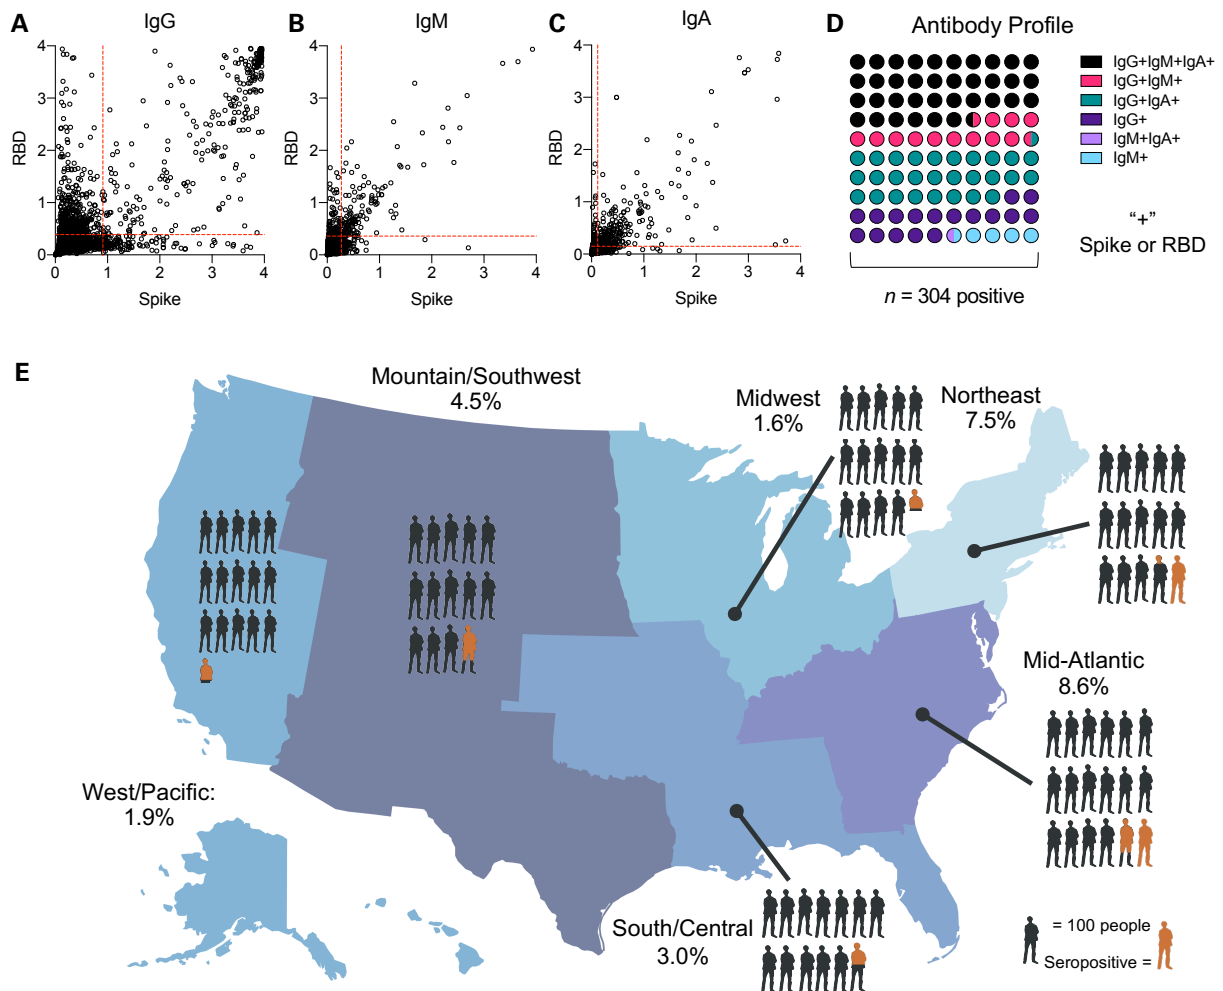 A
IgG
4
3
2
1
0
RBD
0
1
2
3
4
Spike
B
IgM
4
3
2
1
0
RBD
0
1
2
3
4
Spike
C
IgA
4
3
2
1
0
RBD
0
1
2
3
4
Spike
D
Antibody Profile
IgG+IgM+IgA+
IgG+IgM+
IgG+IgA+
IgG+
IgM+IgA+
IgM+
“+”
Spike or RBD
n = 304 positive
E
Mountain/Southwest
4.5%
Midwest
1.6%
Northeast
7.5%
Mid-Atlantic
8.6%
West/Pacific:
1.9%
South/Central
3.0%
= 100 people
Seropositive =